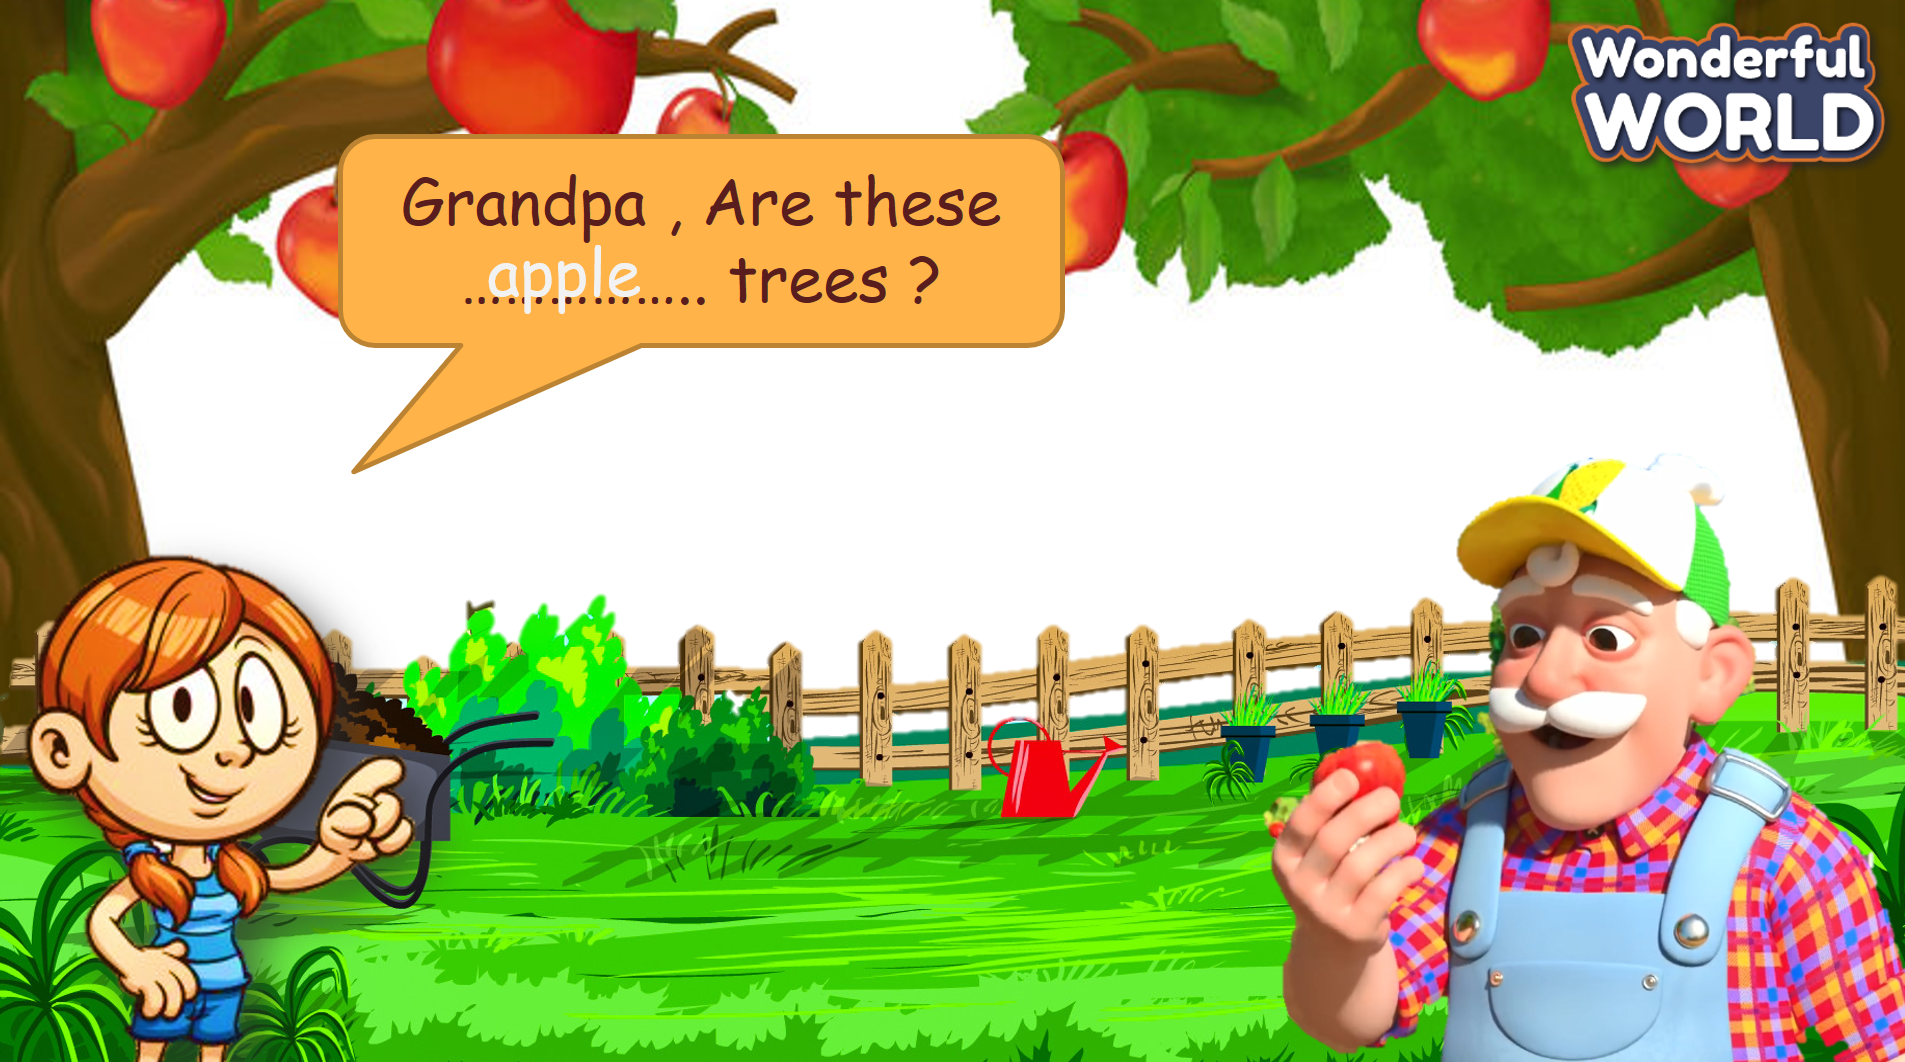 Wonderful
WORLD
Grandpa , Are these
................. apple trees ?